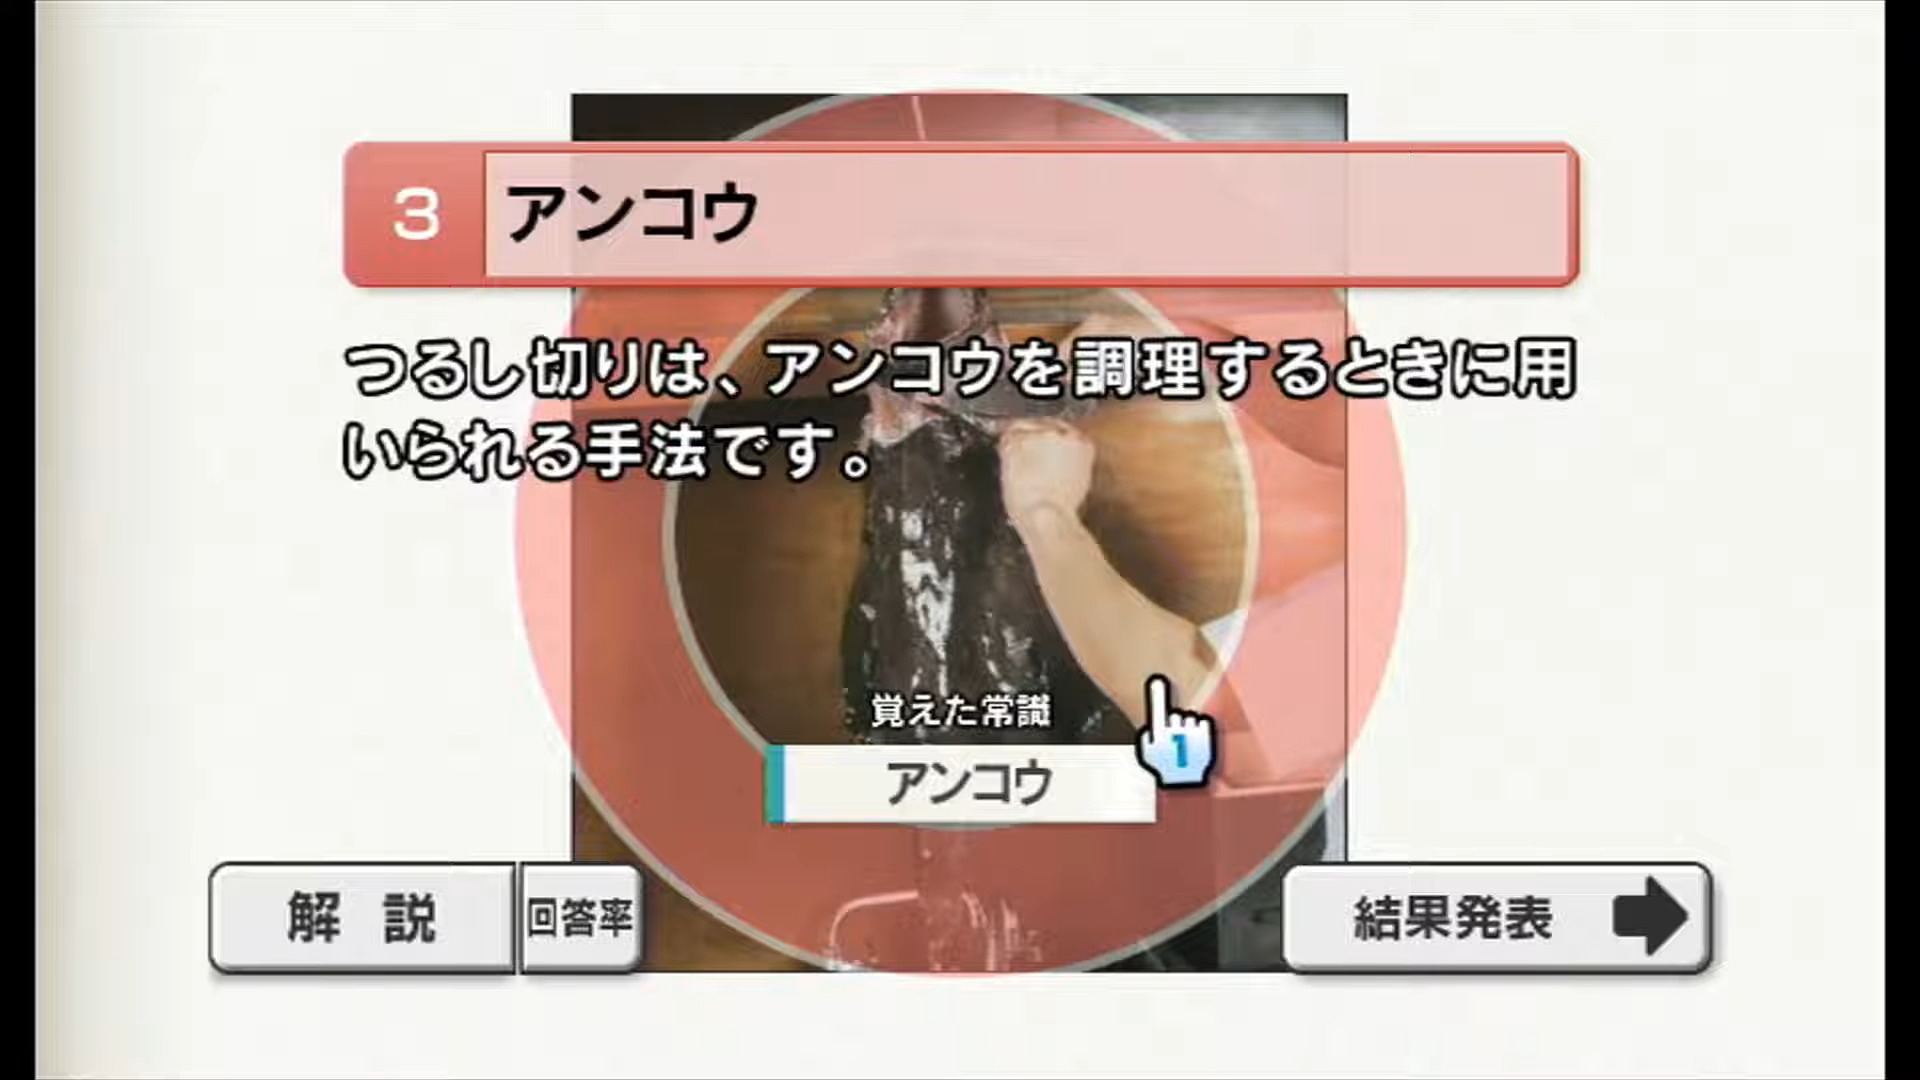 3 アンコウ
つるし切りは、アンコウを調理するときに用
いられる手法です。
覚えた常識
アンコウ
1
解 説
回答率
結果発表